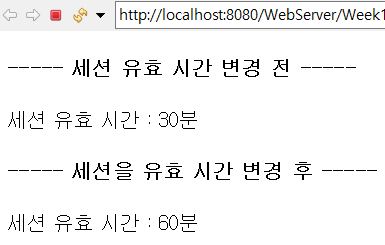 http://localhost:8080/WebServer/Week1
----- 세션 유효 시간 변경 전 -----
세션 유효 시간 : 30분
----- 세션을 유효 시간 변경 후 -----
세션 유효 시간 : 60분